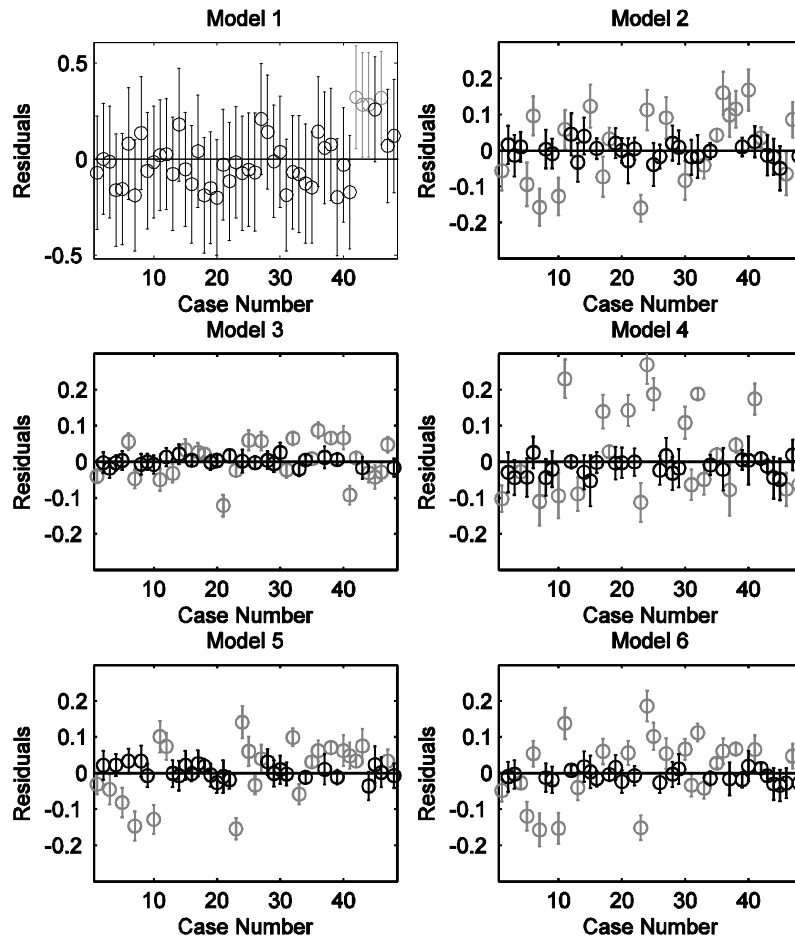 Model 1
Model 2
0.5
0
-0.5
Residuals
10 20 30 40
Case Number
0.2
0.1
0
-0.1
-0.2
Residuals
10 20 30 40
Case Number
Model 3
Model 4
0.2
0.1
0
-0.1
-0.2
Residuals
10 20 30 40
Case Number
0.2
0.1
0
-0.1
-0.2
Residuals
10 20 30 40
Case Number
Model 5
Model 6
0.2
0.1
0
-0.1
-0.2
Residuals
10 20 30 40
Case Number
0.2
0.1
0
-0.1
-0.2
Residuals
10 20 30 40
Case Number